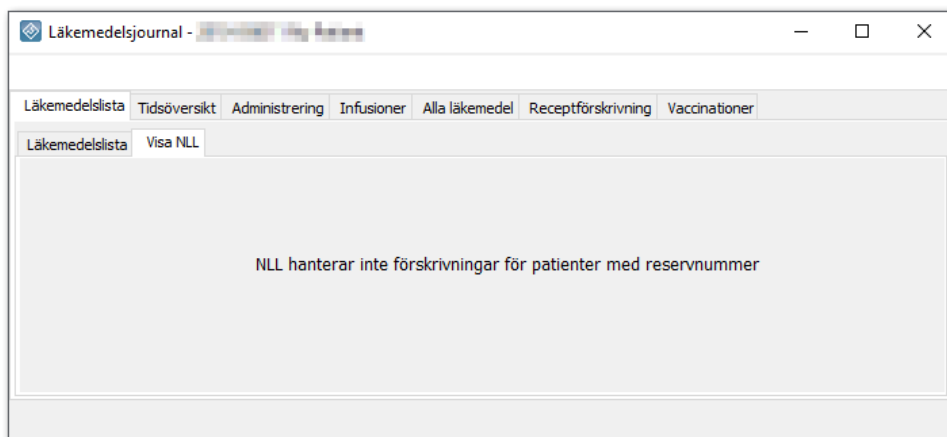 Läkemedelsjournal -
Läkemedelslista Tidsöversikt Administrering Infusioner Alla läkemedel Receptförskrivning Vaccinationer
Läkemedelslista Visa NLL
NLL hanterar inte förskrivningar för patienter med reservnummer